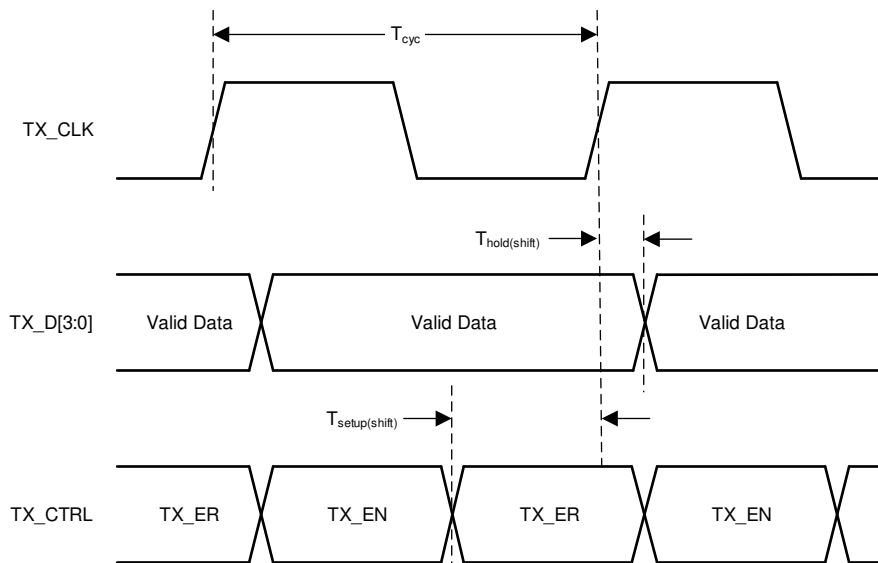 Tcyc
TX_CLK
Thold(shift)
TX_D[3:0]
Valid Data
Valid Data
Valid Data
Tsetup(shift)
TX_CTRL
TX_ER
TX_EN
TX_ER
TX_EN